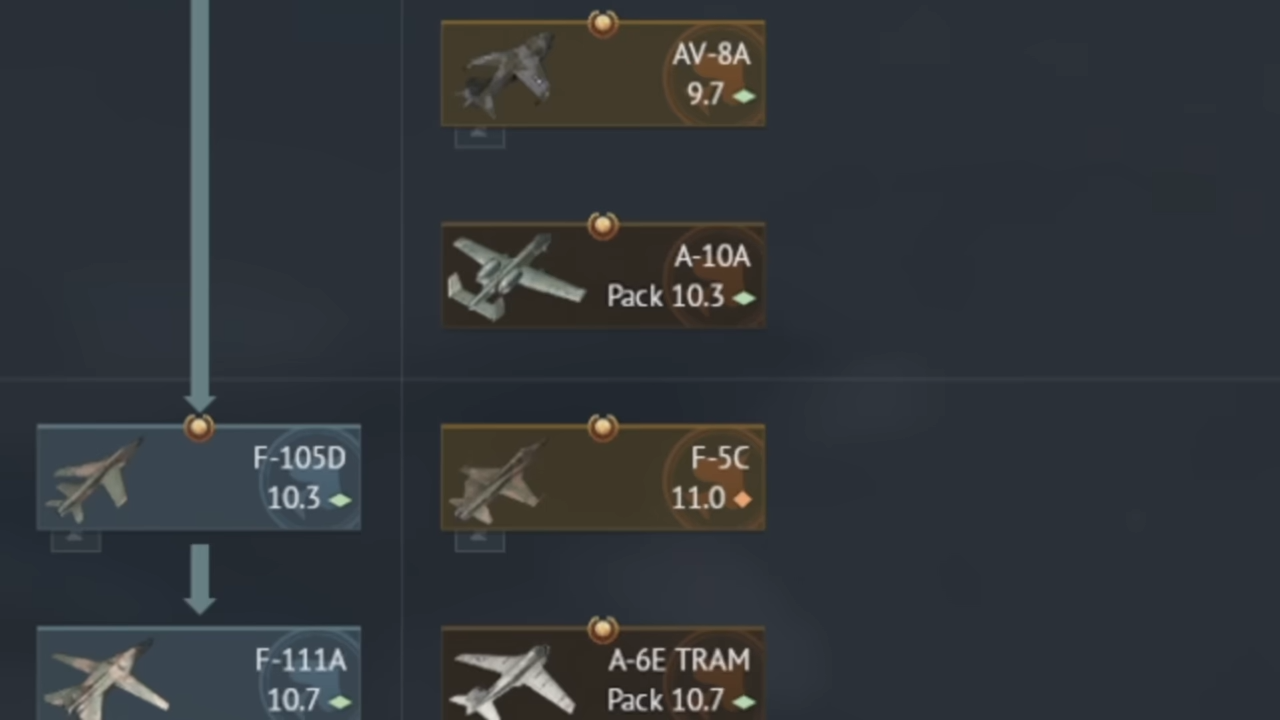 AV-8A
9.7
A-10A
Pack 10.3
F-105D
10.3
F-5C
11.0
F-111A
10.7
A-6E TRAM
Pack 10.7